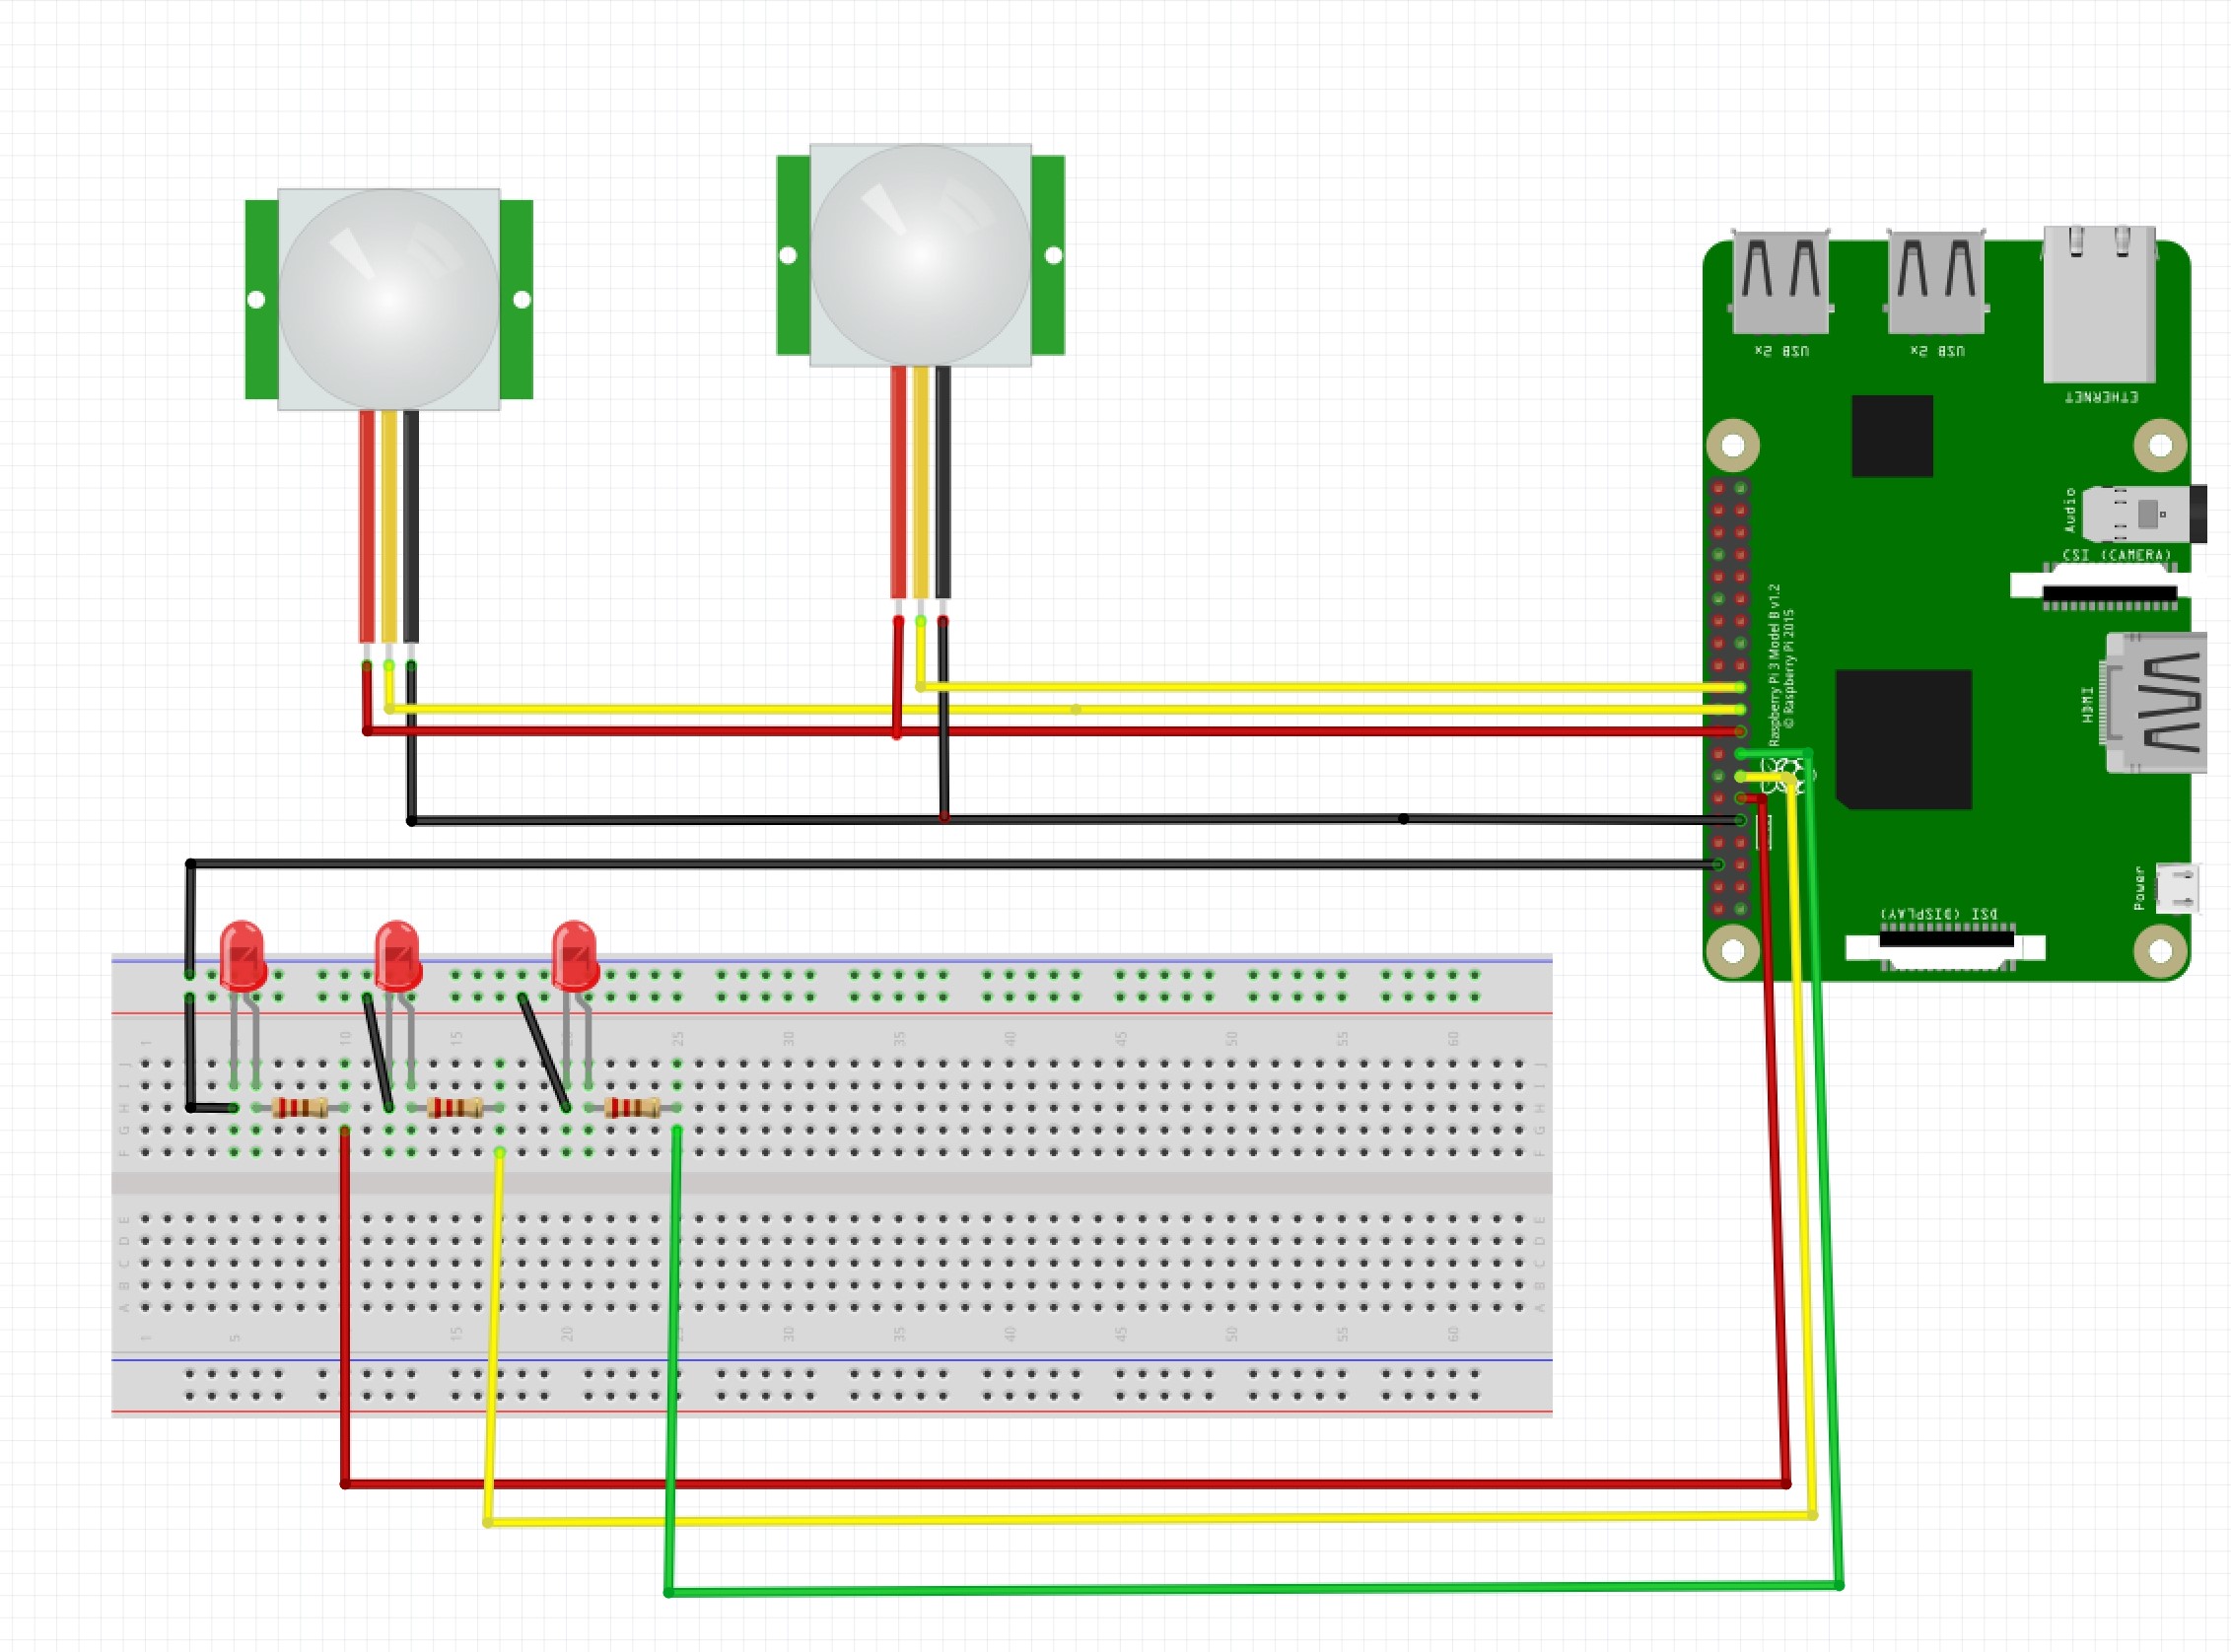 USB 2x
USB 2x
ETHERNET
Audio
CSI (CAMERA)
HDMI
Raspberry Pi 3 Model B v1.2
© Raspberry Pi 2015
Power
DSI (DISPLAY)
1 10 15 25 30 35 40 45 50 55 60
J J
I I
H H
G G
F F
E E
D D
C C
B B
A A
1 5 15 20 30 35 40 45 50 55 60